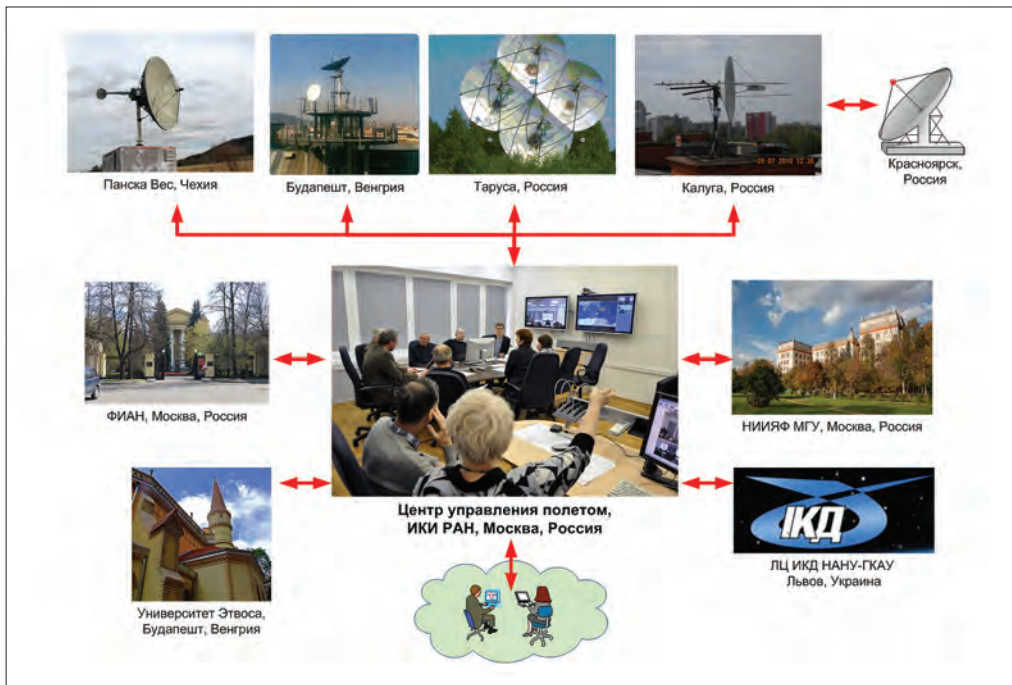 Панска Вес, Чехия
Будапешт, Венгрия
Таруса, Россия
Калуга, Россия
Красноярск,
Россия
ФИАН, Москва, Россия
НИИЯФ МГУ, Москва, Россия
Центр управления полетом,
ИКИ РАН, Москва, Россия
Университет Этвоса,
Будапешт, Венгрия
ІКД
ЛЦ ИКД НАНУ-ГКАУ
Львов, Украина